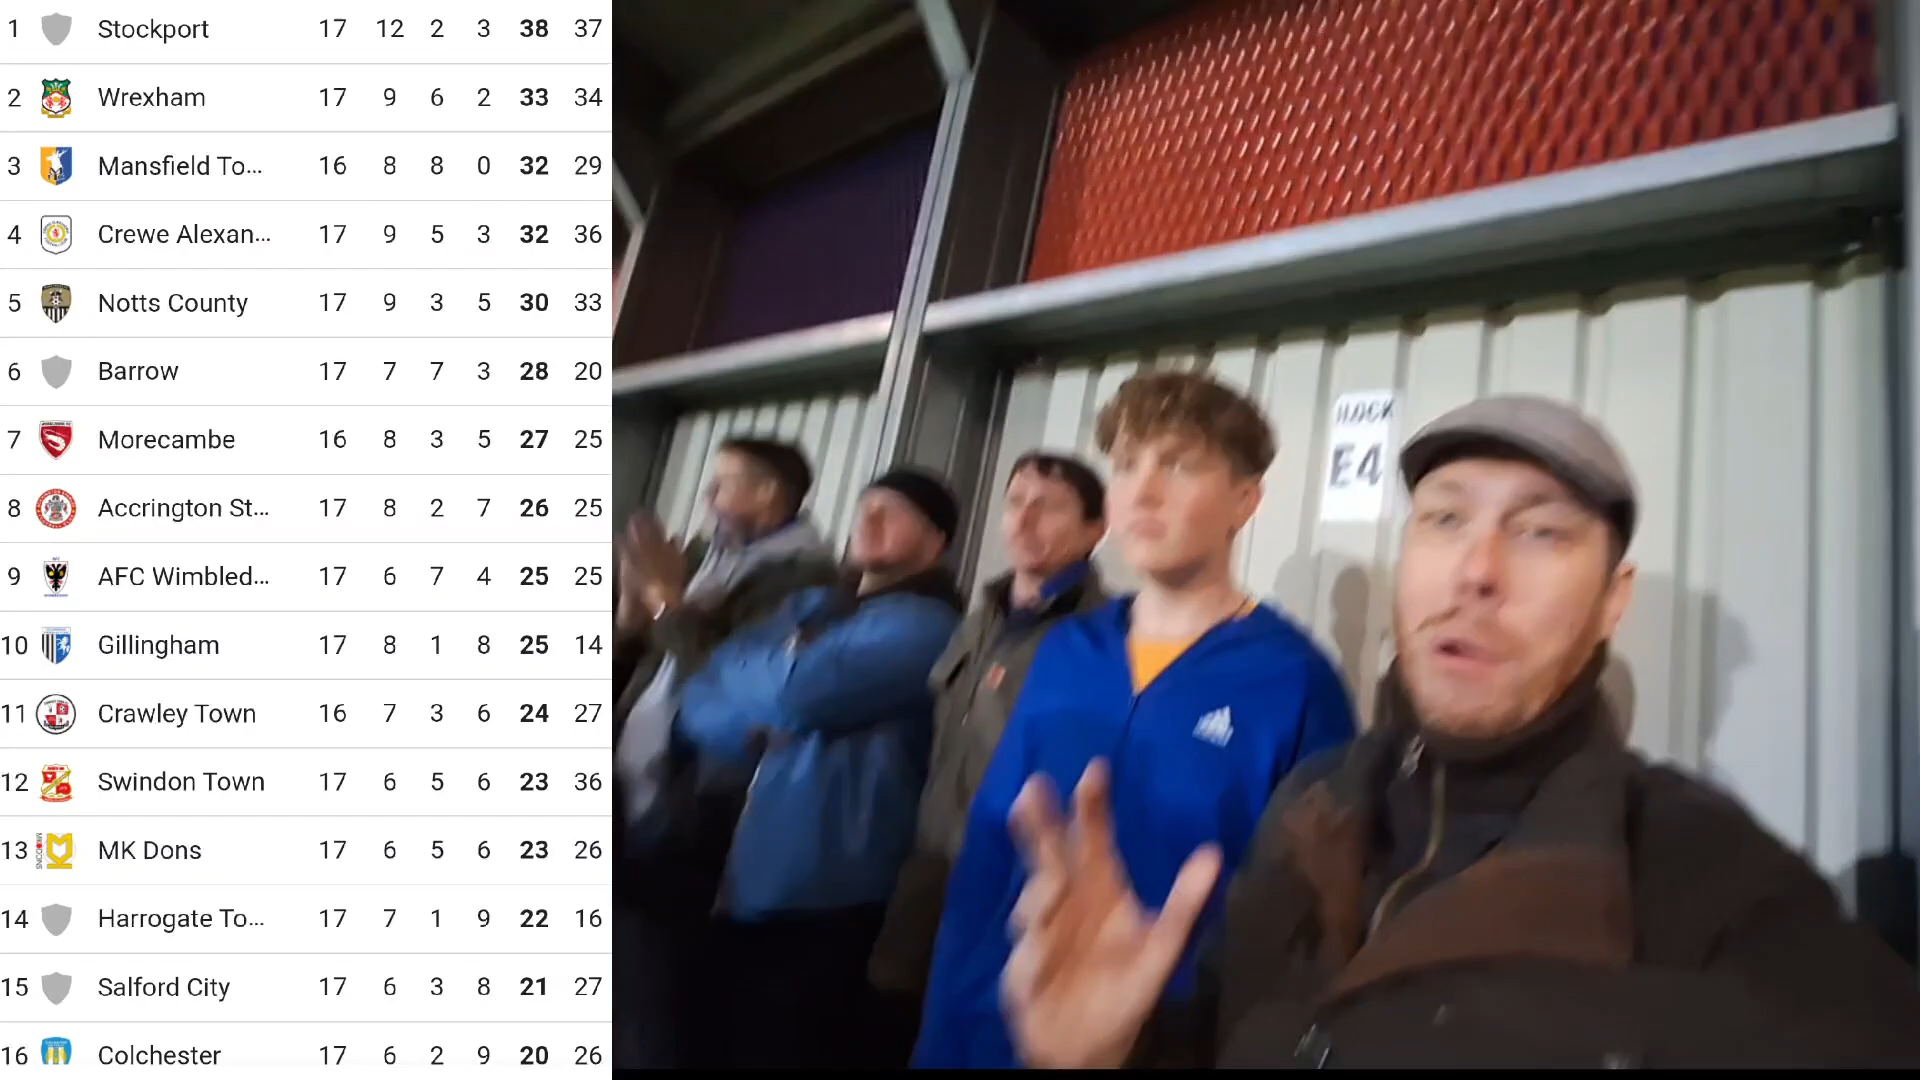 1 Stockport 17 12 2 3 38 37
2 Wrexham 17 9 6 2 33 34
3 Mansfield To... 16 8 8 0 32 29
4 Crewe Alexan... 17 9 5 3 32 36
5 Notts County 17 9 3 5 30 33
6 Barrow 17 7 7 3 28 20
7 Morecambe 16 8 3 5 27 25
8 Accrington St... 17 8 2 7 26 25
9 AFC Wimbled... 17 6 7 4 25 25
10 Gillingham 17 8 1 8 25 14
11 Crawley Town 16 7 3 6 24 27
12 Swindon Town 17 6 5 6 23 36
13 MK Dons 17 6 5 6 23 26
14 Harrogate To... 17 7 1 9 22 16
15 Salford City 17 6 3 8 21 27
16 Colchester 17 6 2 9 20 26
BLOCK
E4